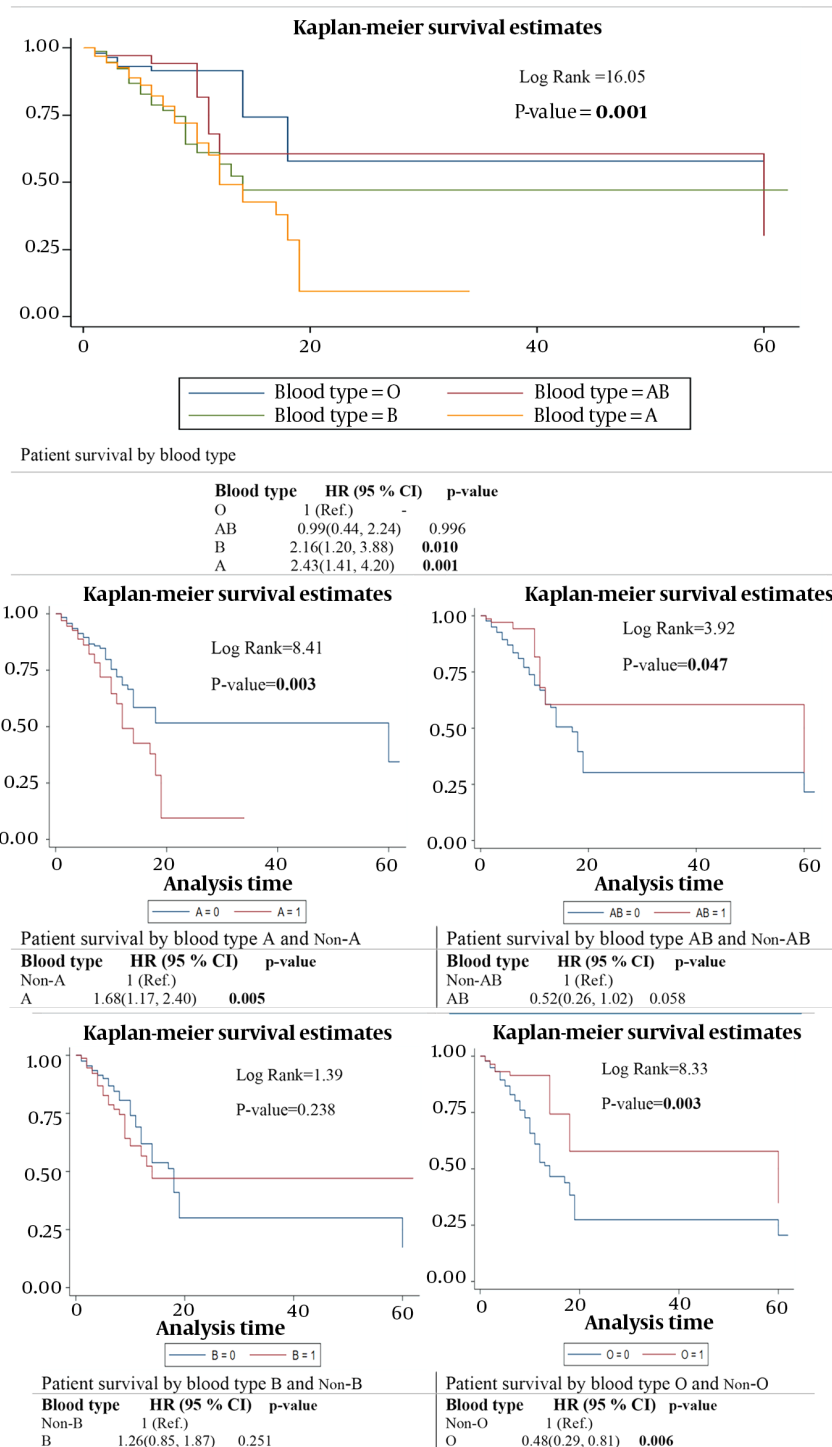 Kaplan-meier survival estimates
Log Rank =16.05
P-value = 0.001
1.00
0.75
0.50
0.25
0.00
0 20 40 60
Blood type = O Blood type = AB
Blood type = B Blood type = A
Patient survival by blood type
Blood type HR (95 % CI) p-value
O 1 (Ref.) -
AB 0.99(0.44, 2.24) 0.996
B 2.16(1.20, 3.88) 0.010
A 2.43(1.41, 4.20) 0.001
Kaplan-meier survival estimates
Log Rank=8.41
P-value=0.003
1.00
0.75
0.50
0.25
0.00
0 20 40 60
Analysis time
A = 0 A = 1
Patient survival by blood type A and Non-A
Blood type HR (95 % CI) p-value
Non-A 1 (Ref.)
A 1.68(1.17, 2.40) 0.005
Kaplan-meier survival estimates
Log Rank=3.92
P-value=0.047
1.00
0.75
0.50
0.25
0.00
0 20 40 60
Analysis time
AB = 0 AB = 1
Patient survival by blood type AB and Non-AB
Blood type HR (95 % CI) p-value
Non-AB 1 (Ref.)
AB 0.52(0.26, 1.02) 0.058
Kaplan-meier survival estimates
Log Rank=1.39
P-value=0.238
1.00
0.75
0.50
0.25
0.00
0 20 40 60
Analysis time
B = 0 B = 1
Patient survival by blood type B and Non-B
Blood type HR (95 % CI) p-value
Non-B 1 (Ref.)
B 1.26(0.85, 1.87) 0.251
Kaplan-meier survival estimates
Log Rank=8.33
P-value=0.003
1.00
0.75
0.50
0.25
0.00
0 20 40 60
Analysis time
O = 0 O = 1
Patient survival by blood type O and Non-O
Blood type HR (95 % CI) p-value
Non-O 1 (Ref.)
O 0.48(0.29, 0.81) 0.006